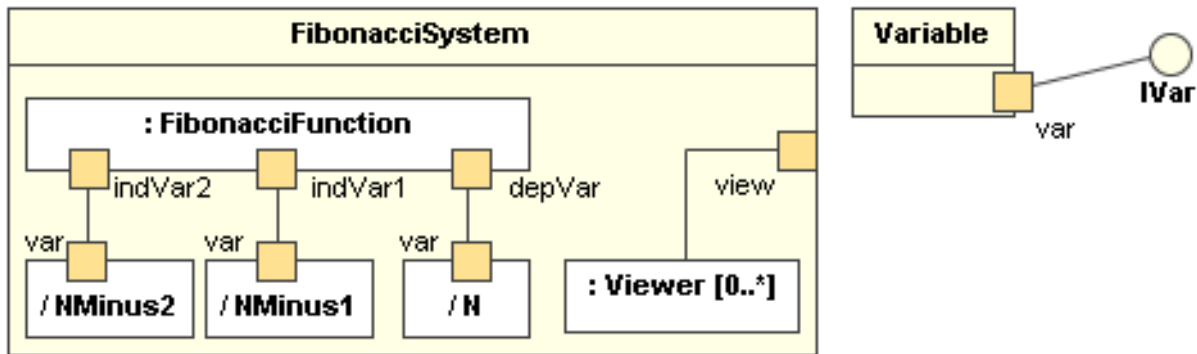 FibonacciSystem
: FibonacciFunction
indVar2
indVar1
depVar
view
var
var
var
/ NMinus2
/ NMinus1
/ N
: Viewer [0..*]
Variable
IVar
var